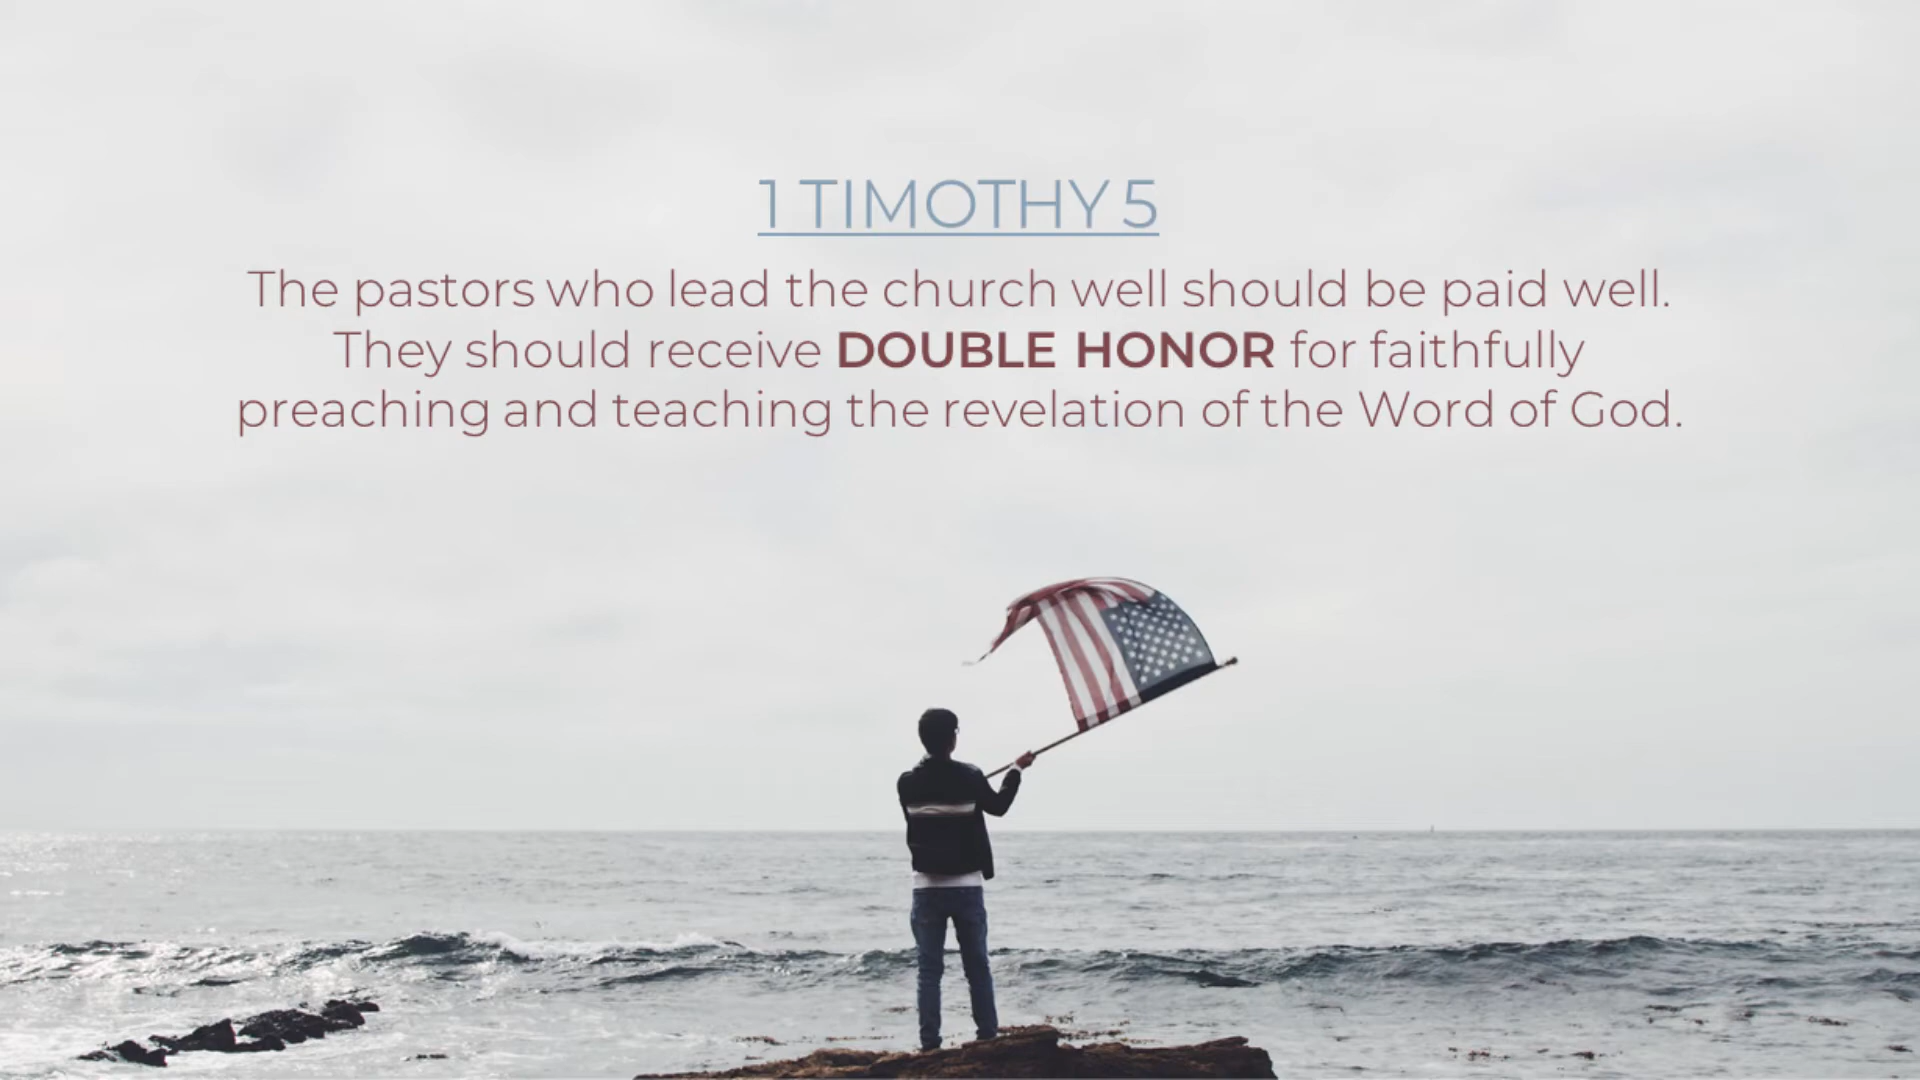 1 TIMOTHY 5
The pastors who lead the church well should be paid well.
They should receive DOUBLE HONOR for faithfully
preaching and teaching the revelation of the Word of God.